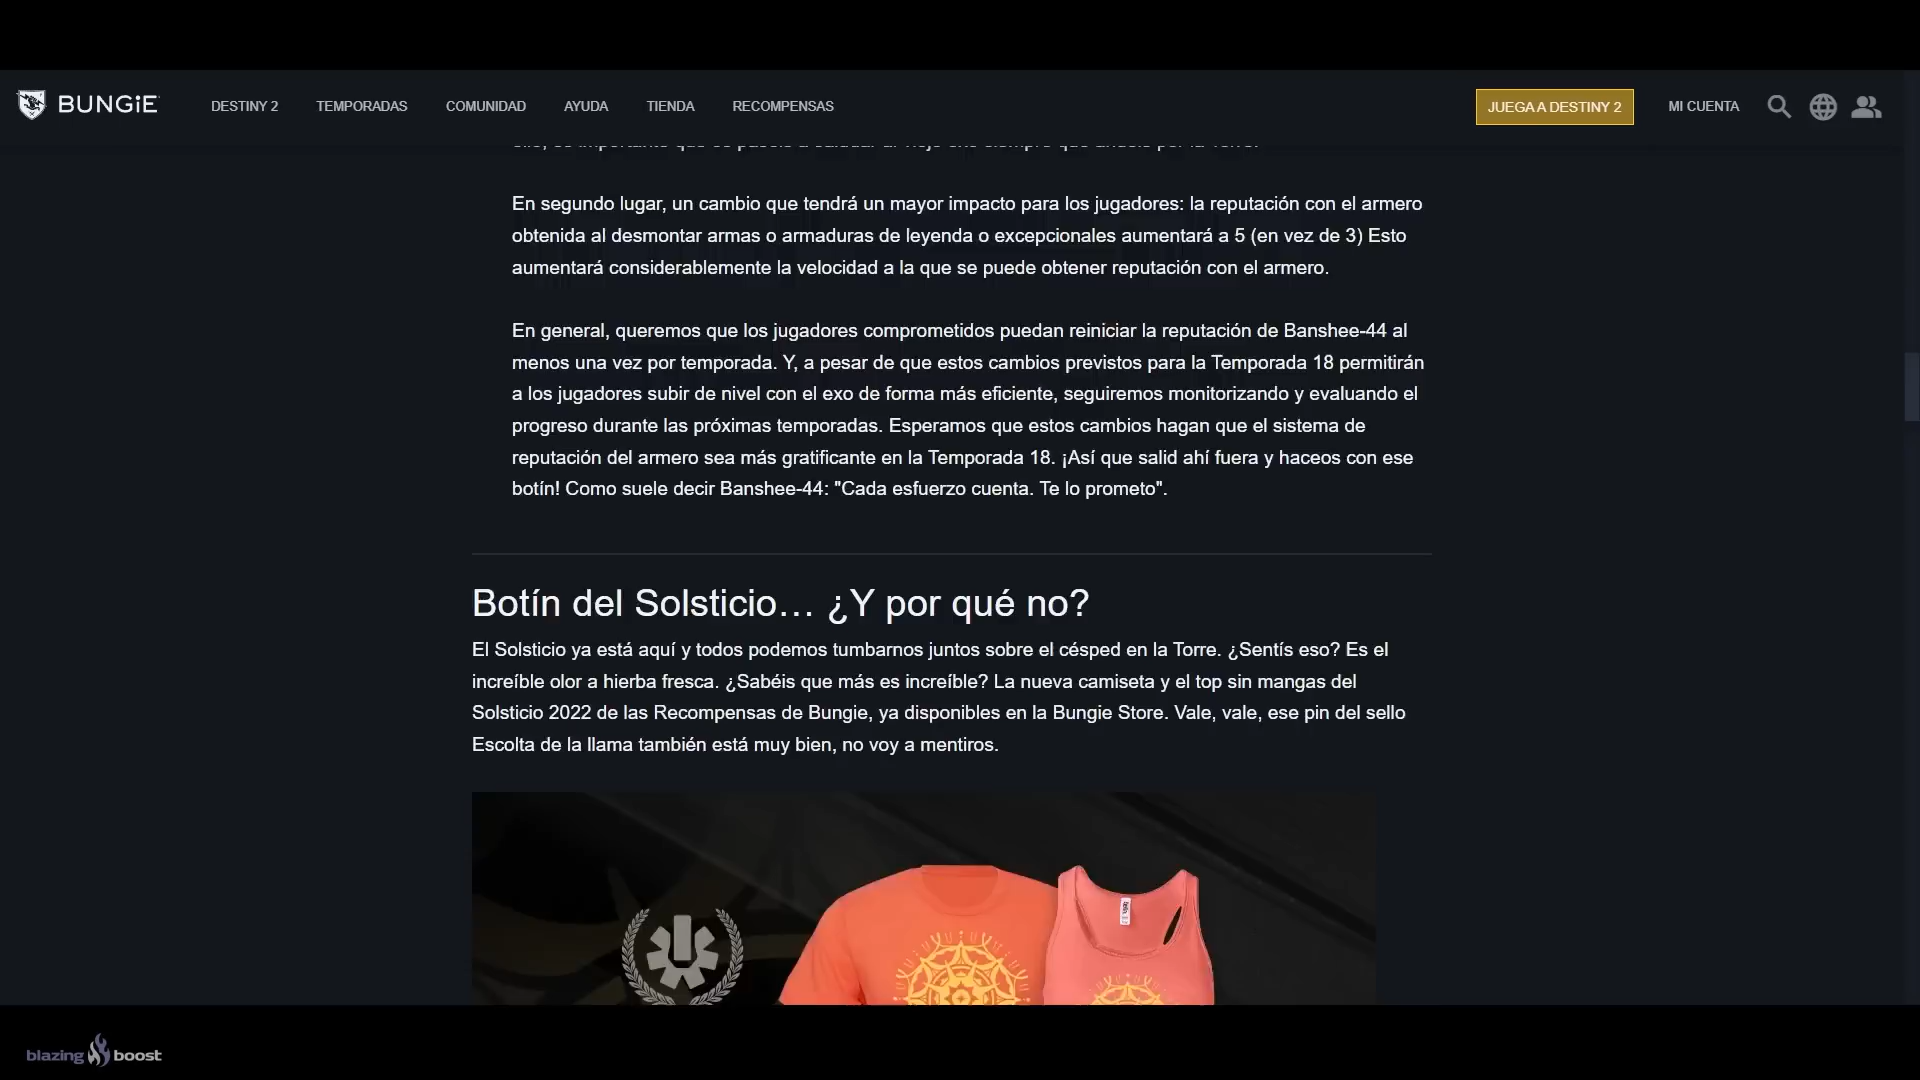 BUNGiE
DESTINY 2 TEMPORADAS COMUNIDAD AYUDA TIENDA RECOMPENSAS JUEGA A DESTINY 2 MI CUENTA
En segundo lugar, un cambio que tendrá un mayor impacto para los jugadores: la reputación con el armero
obtenida al desmontar armas o armaduras de leyenda o excepcionales aumentará a 5 (en vez de 3) Esto
aumentará considerablemente la velocidad a la que se puede obtener reputación con el armero.
En general, queremos que los jugadores comprometidos puedan reiniciar la reputación de Banshee-44 al
menos una vez por temporada. Y, a pesar de que estos cambios previstos para la Temporada 18 permitirán
a los jugadores subir de nivel con el exo de forma más eficiente, seguiremos monitorizando y evaluando el
progreso durante las próximas temporadas. Esperamos que estos cambios hagan que el sistema de
reputación del armero sea más gratificante en la Temporada 18. ¡Así que salid ahí fuera y haceos con ese
botín! Como suele decir Banshee-44: "Cada esfuerzo cuenta. Te lo prometo".
Botín del Solsticio… ¿Y por qué no?
El Solsticio ya está aquí y todos podemos tumbarnos juntos sobre el césped en la Torre. ¿Sentís eso? Es el
increíble olor a hierba fresca. ¿Sabéis que más es increíble? La nueva camiseta y el top sin mangas del
Solsticio 2022 de las Recompensas de Bungie, ya disponibles en la Bungie Store. Vale, vale, ese pin del sello
Escolta de la llama también está muy bien, no voy a mentiros.
blazing boost